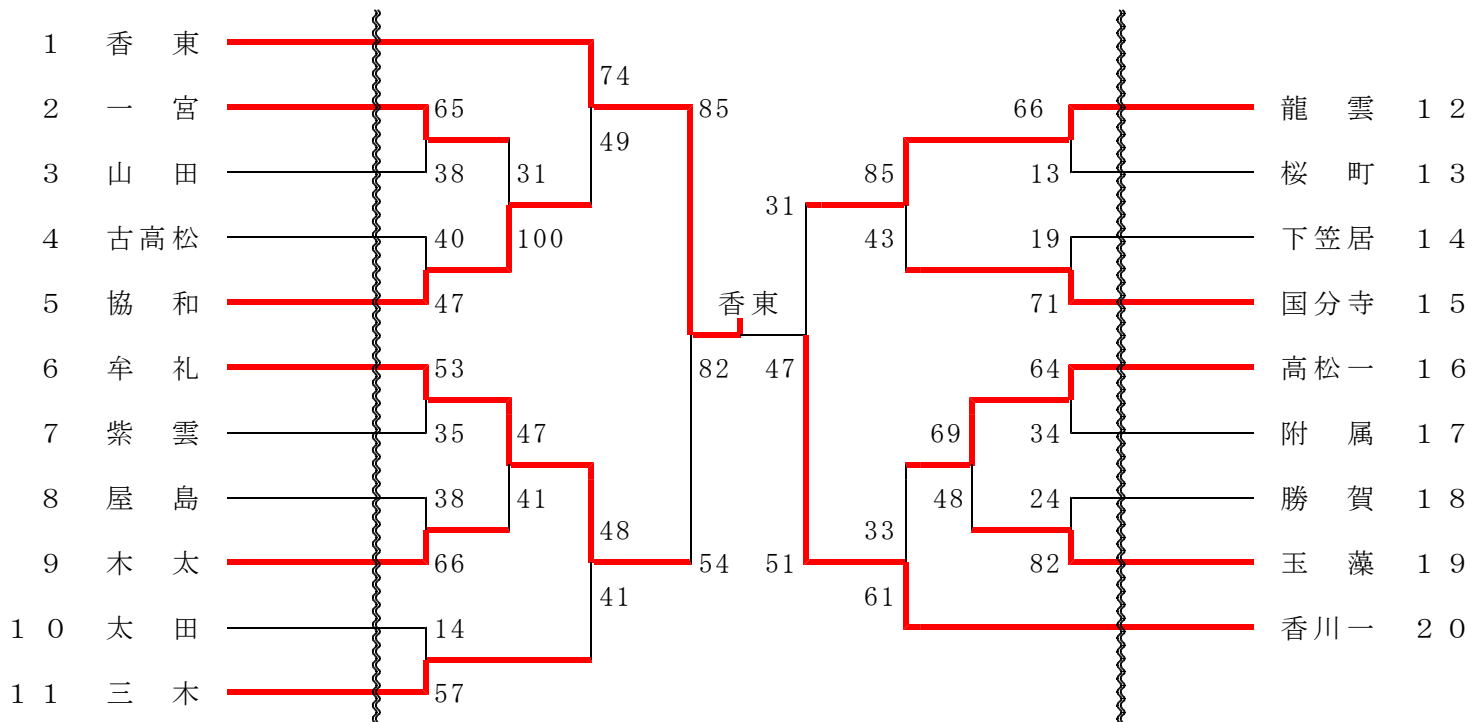 1 香東
74
2 一宮 65 85 66 龍雲 12
49
3 山田 38 31 85 13 桜町 13
31
4 古高松 40 100 43 19 下笠居 14
5 協和 47 香東 71 国分寺 15
6 牟礼 53 82 47 64 高松一 16
7 紫雲 35 47 69 34 附属 17
8 屋島 38 41 48 24 勝賀 18
48 33
9 木太 66 54 51 82 玉藻 19
41 61
10 太田 14 香川一 20
11 三木 57